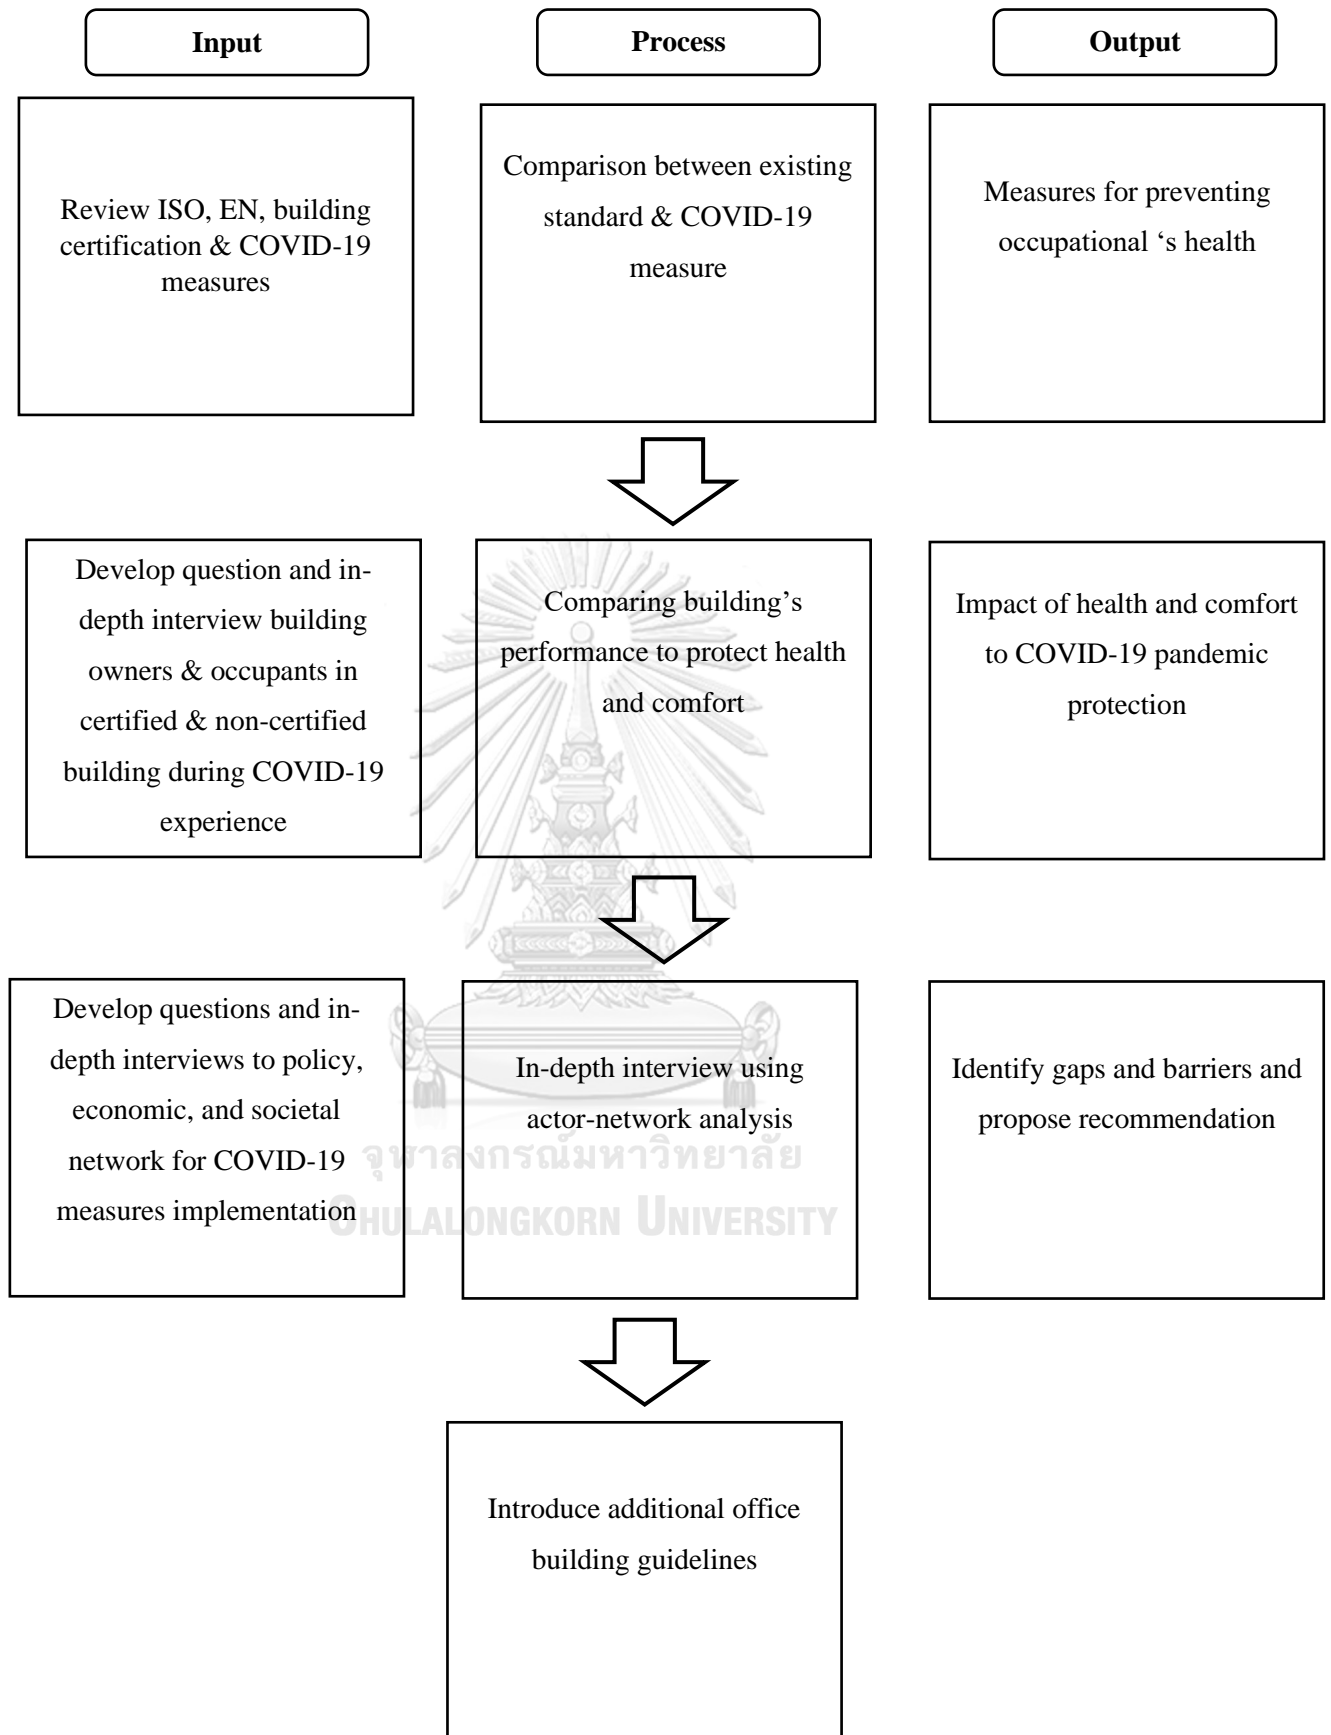 Input
Process
Output
Review ISO, EN, building
certification & COVID-19
measures
Comparison between existing
standard & COVID-19
measure
Measures for preventing
occupational ‘s health
Develop question and in-
depth interview building
owners & occupants in
certified & non-certified
building during COVID-19
experience
Comparing building’s
performance to protect health
and comfort
Impact of health and comfort
to COVID-19 pandemic
protection
Develop questions and in-
depth interviews to policy,
economic, and societal
network for COVID-19
measures implementation
In-depth interview using
actor-network analysis
Identify gaps and barriers and
propose recommendation
จุฬาลงกรณ์มหาวิทยาลัย
CHULALONGKORN UNIVERSITY
Introduce additional office
building guidelines